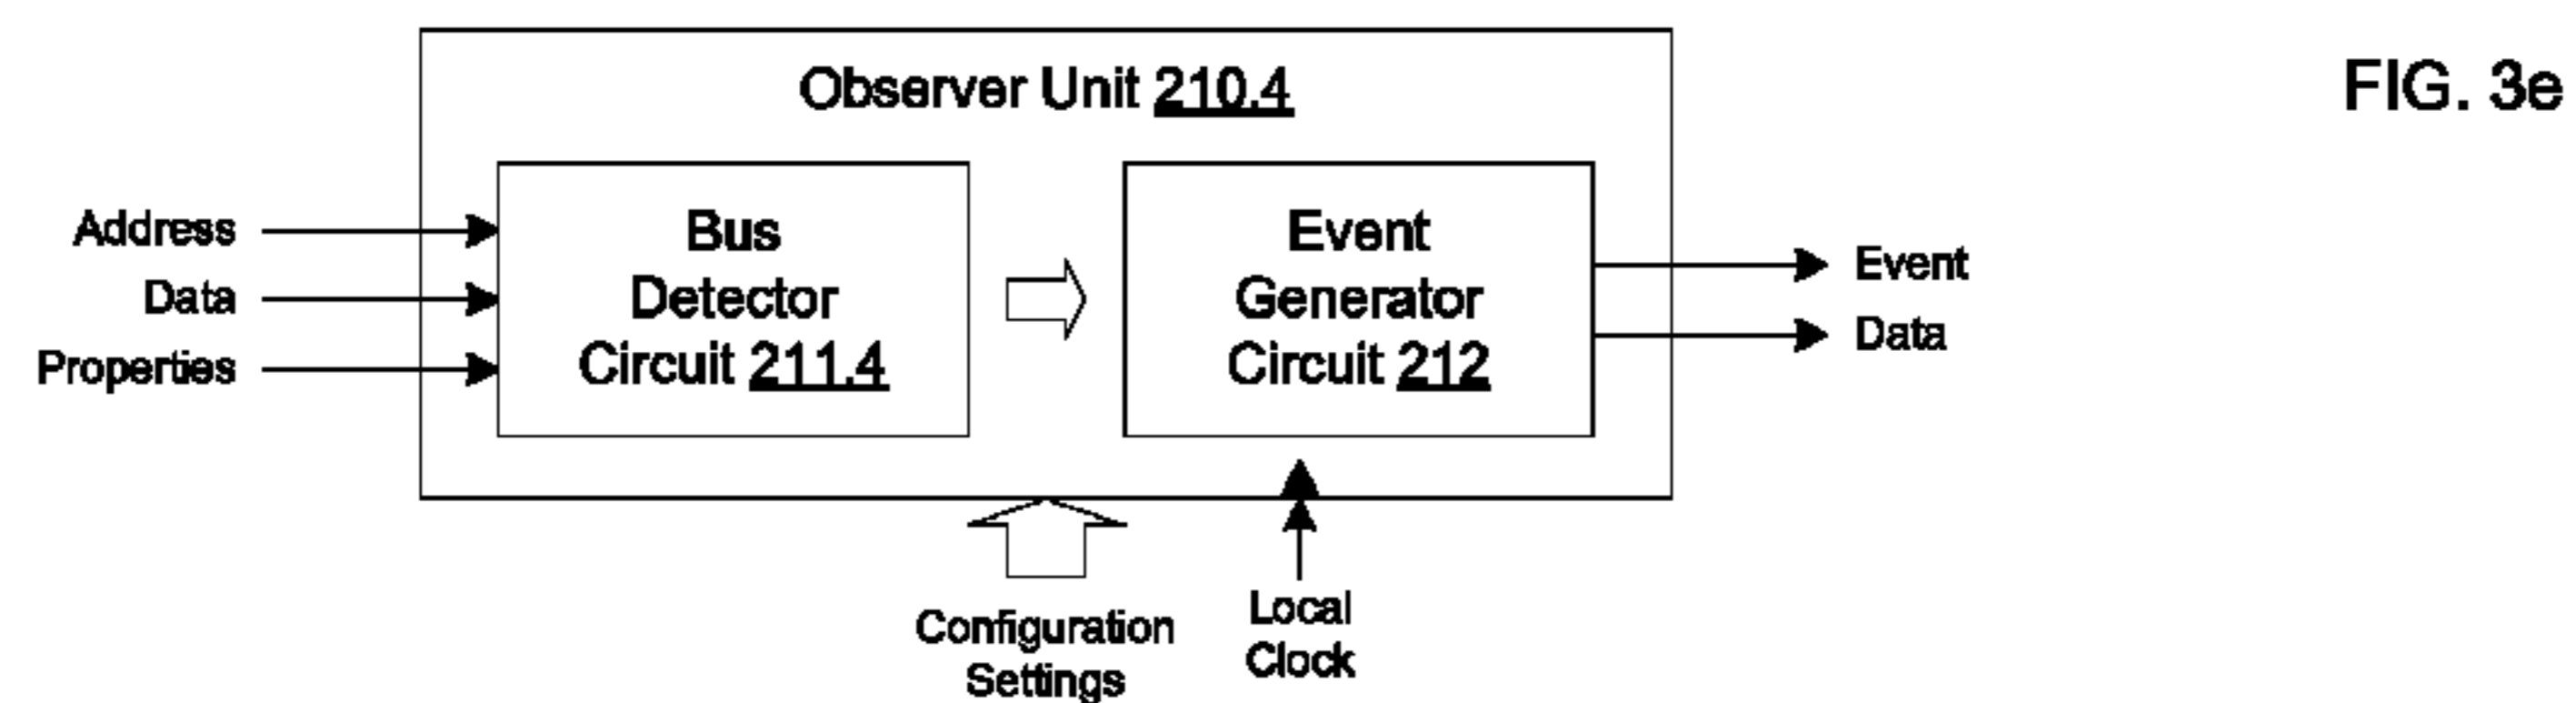 Observer Unit 210.4
FIG. 3e
Address
Data
Properties
Bus
Detector
Circuit 211.4
Event
Generator
Circuit 212
Event
Data
Configuration
Settings
Local
Clock